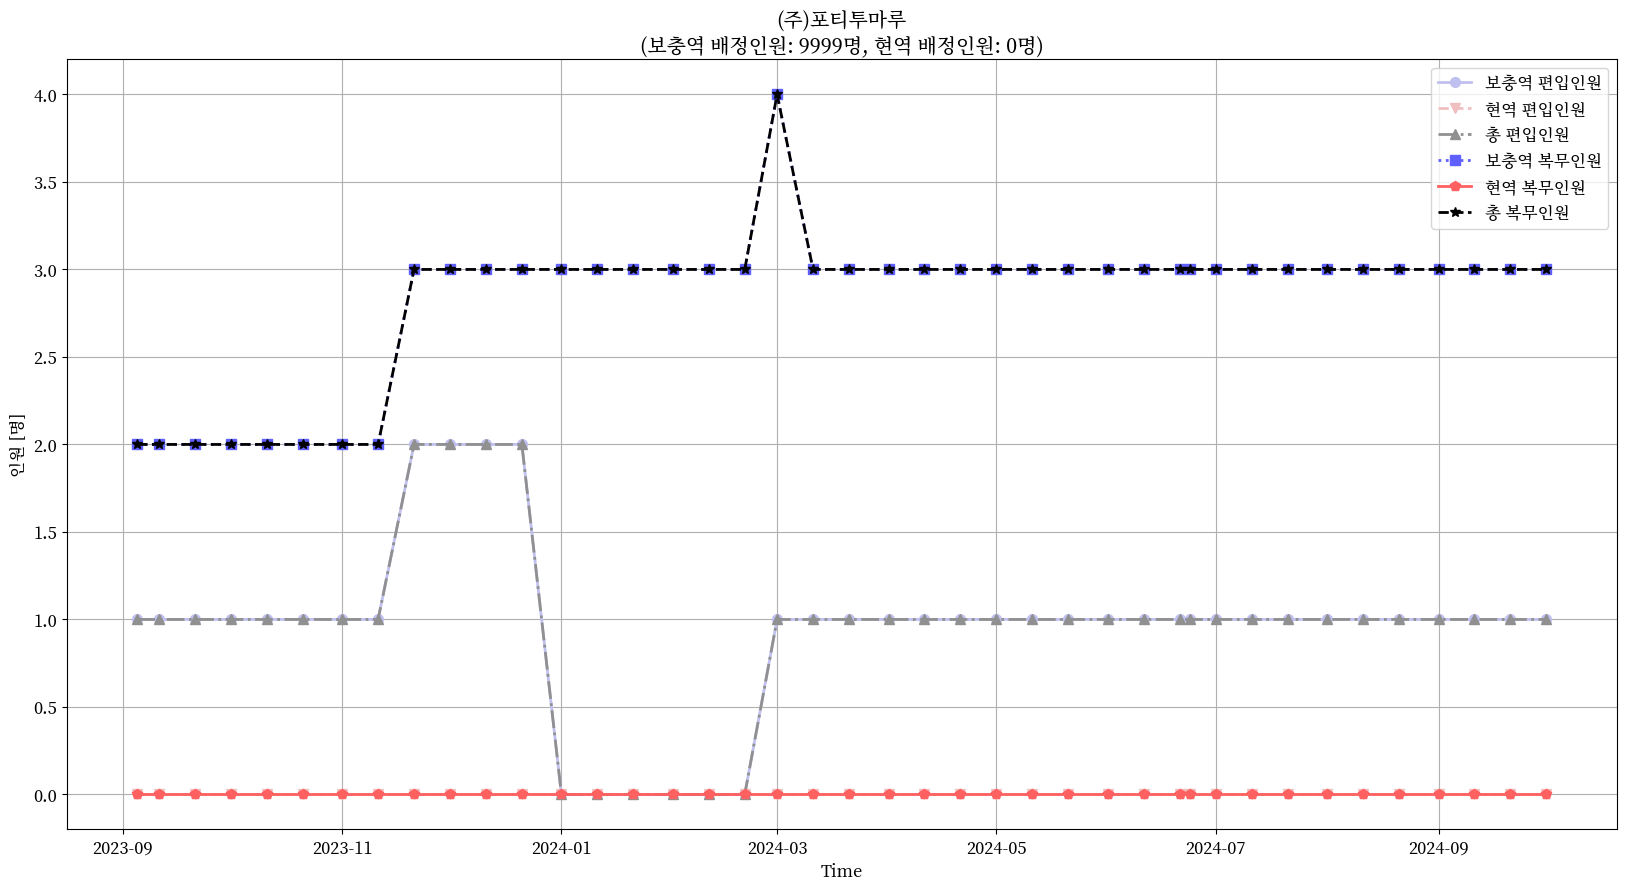 (주)포티투마루
(보충역 배정인원: 9999명, 현역 배정인원: 0명)
보충역 편입인원
현역 편입인원
총 편입인원
보충역 복무인원
현역 복무인원
총 복무인원
인원 [명]
4.0
3.5
3.0
2.5
2.0
1.5
1.0
0.5
0.0
2023-09
2023-11
2024-01
2024-03
2024-05
2024-07
2024-09
Time